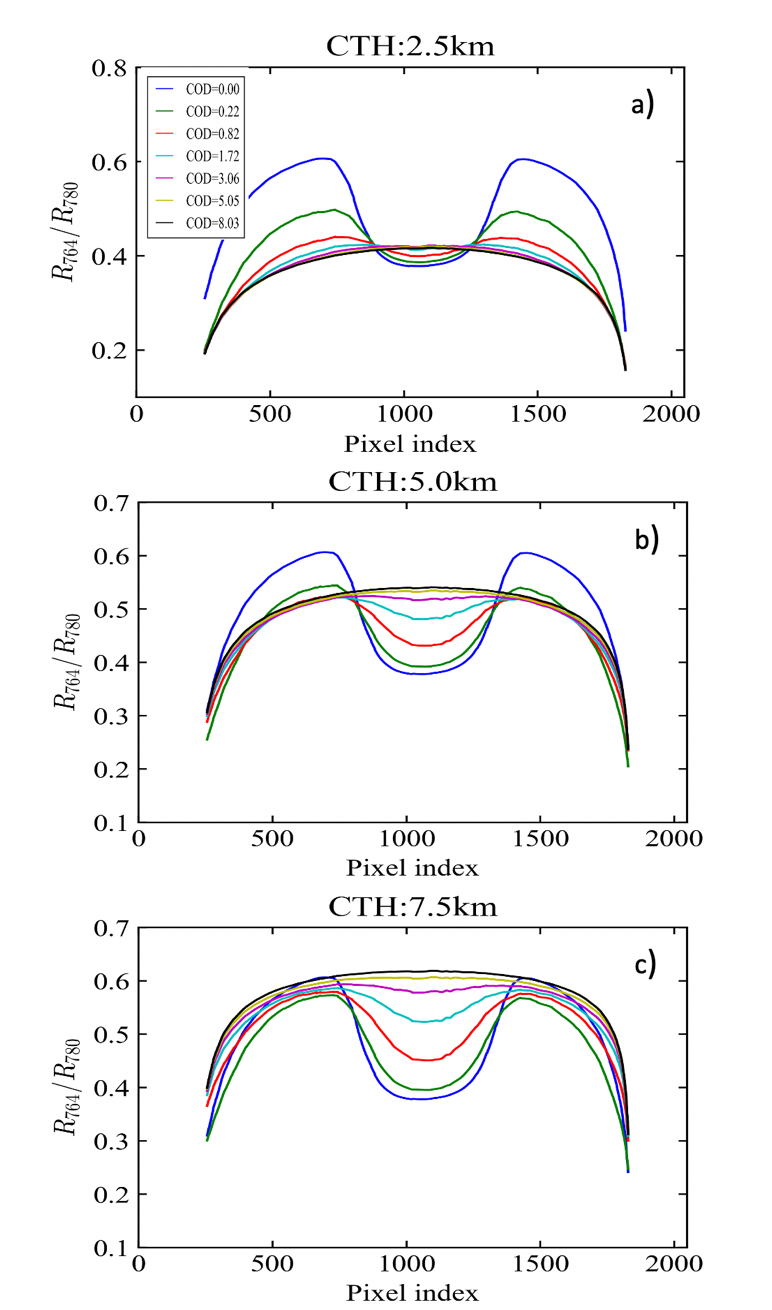 CTH:2.5km
0.8
0.6
0.4
0.2
R764/R780
COD=0.00
COD=0.22
COD=0.82
COD=1.72
COD=3.06
COD=5.05
COD=8.03
a)
0 500 1000 1500 2000
Pixel index
CTH:5.0km
0.7
0.6
0.5
0.4
0.3
0.2
0.1
R764/R780
b)
0 500 1000 1500 2000
Pixel index
CTH:7.5km
0.7
0.6
0.5
0.4
0.3
0.2
0.1
R764/R780
c)
0 500 1000 1500 2000
Pixel index